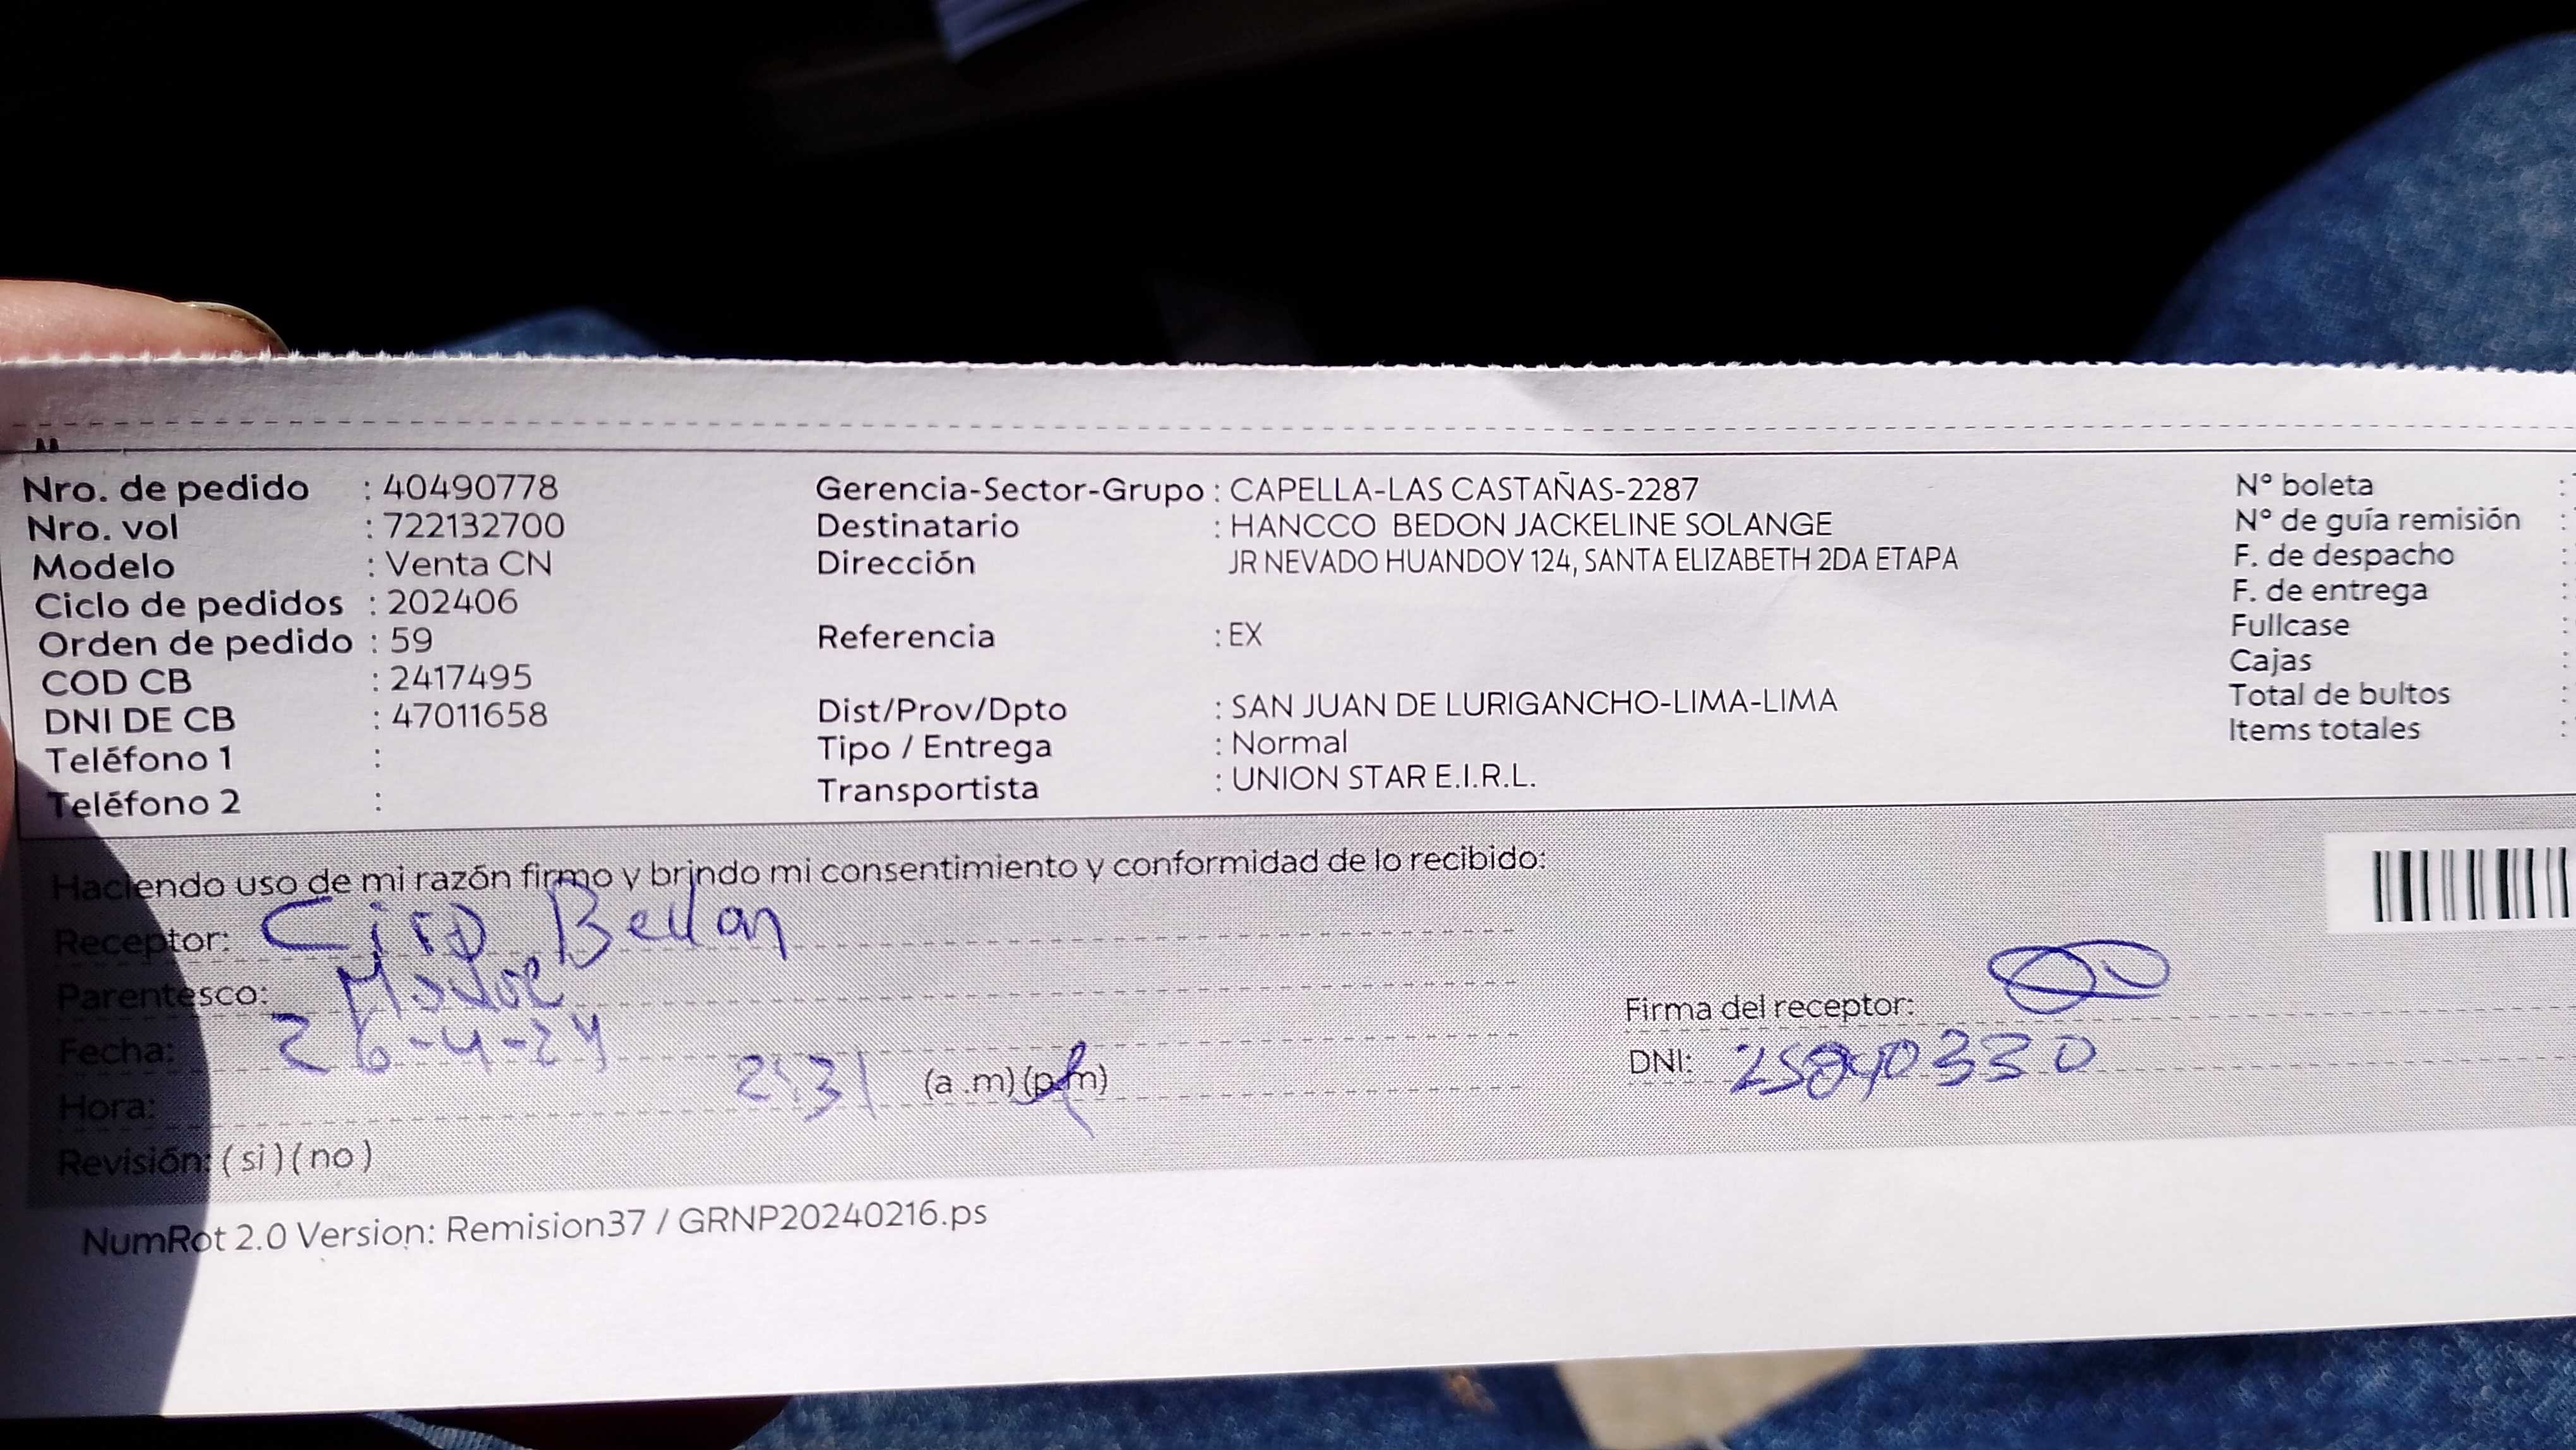 Nro. de pedido : 40490778
Nro. vol : 722132700
Modelo : Venta CN
Ciclo de pedidos : 202406
Orden de pedido : 59
COD CB : 2417495
DNI DE CB : 47011658
Teléfono 1 :
Teléfono 2 :
Gerencia-Sector-Grupo : CAPELLA-LAS CASTAÑAS-2287
Destinatario : HANCCO BEDON JACKELINE SOLANGE
Dirección JR NEVADO HUANDOY 124, SANTA ELIZABETH 2DA ETAPA
Referencia : EX
Dist/Prov/Dpto : SAN JUAN DE LURIGANCHO-LIMA-LIMA
Tipo / Entrega : Normal
Transportista : UNION STAR E.I.R.L.
N° boleta :
N° de guía remisión :
F. de despacho :
F. de entrega :
Fullcase :
Cajas :
Total de bultos :
Items totales :
Haciendo uso de mi razón firmo y brindo mi consentimiento y conformidad de lo recibido:
Receptor: Ciro Bedon
Parentesco:
Fecha: 26-4-24
Hora: 2:31 (a .m) (p.m)
Revisión: ( si ) ( no )
Firma del receptor:
DNI:
NumRot 2.0 Version: Remision37 / GRNP20240216.ps